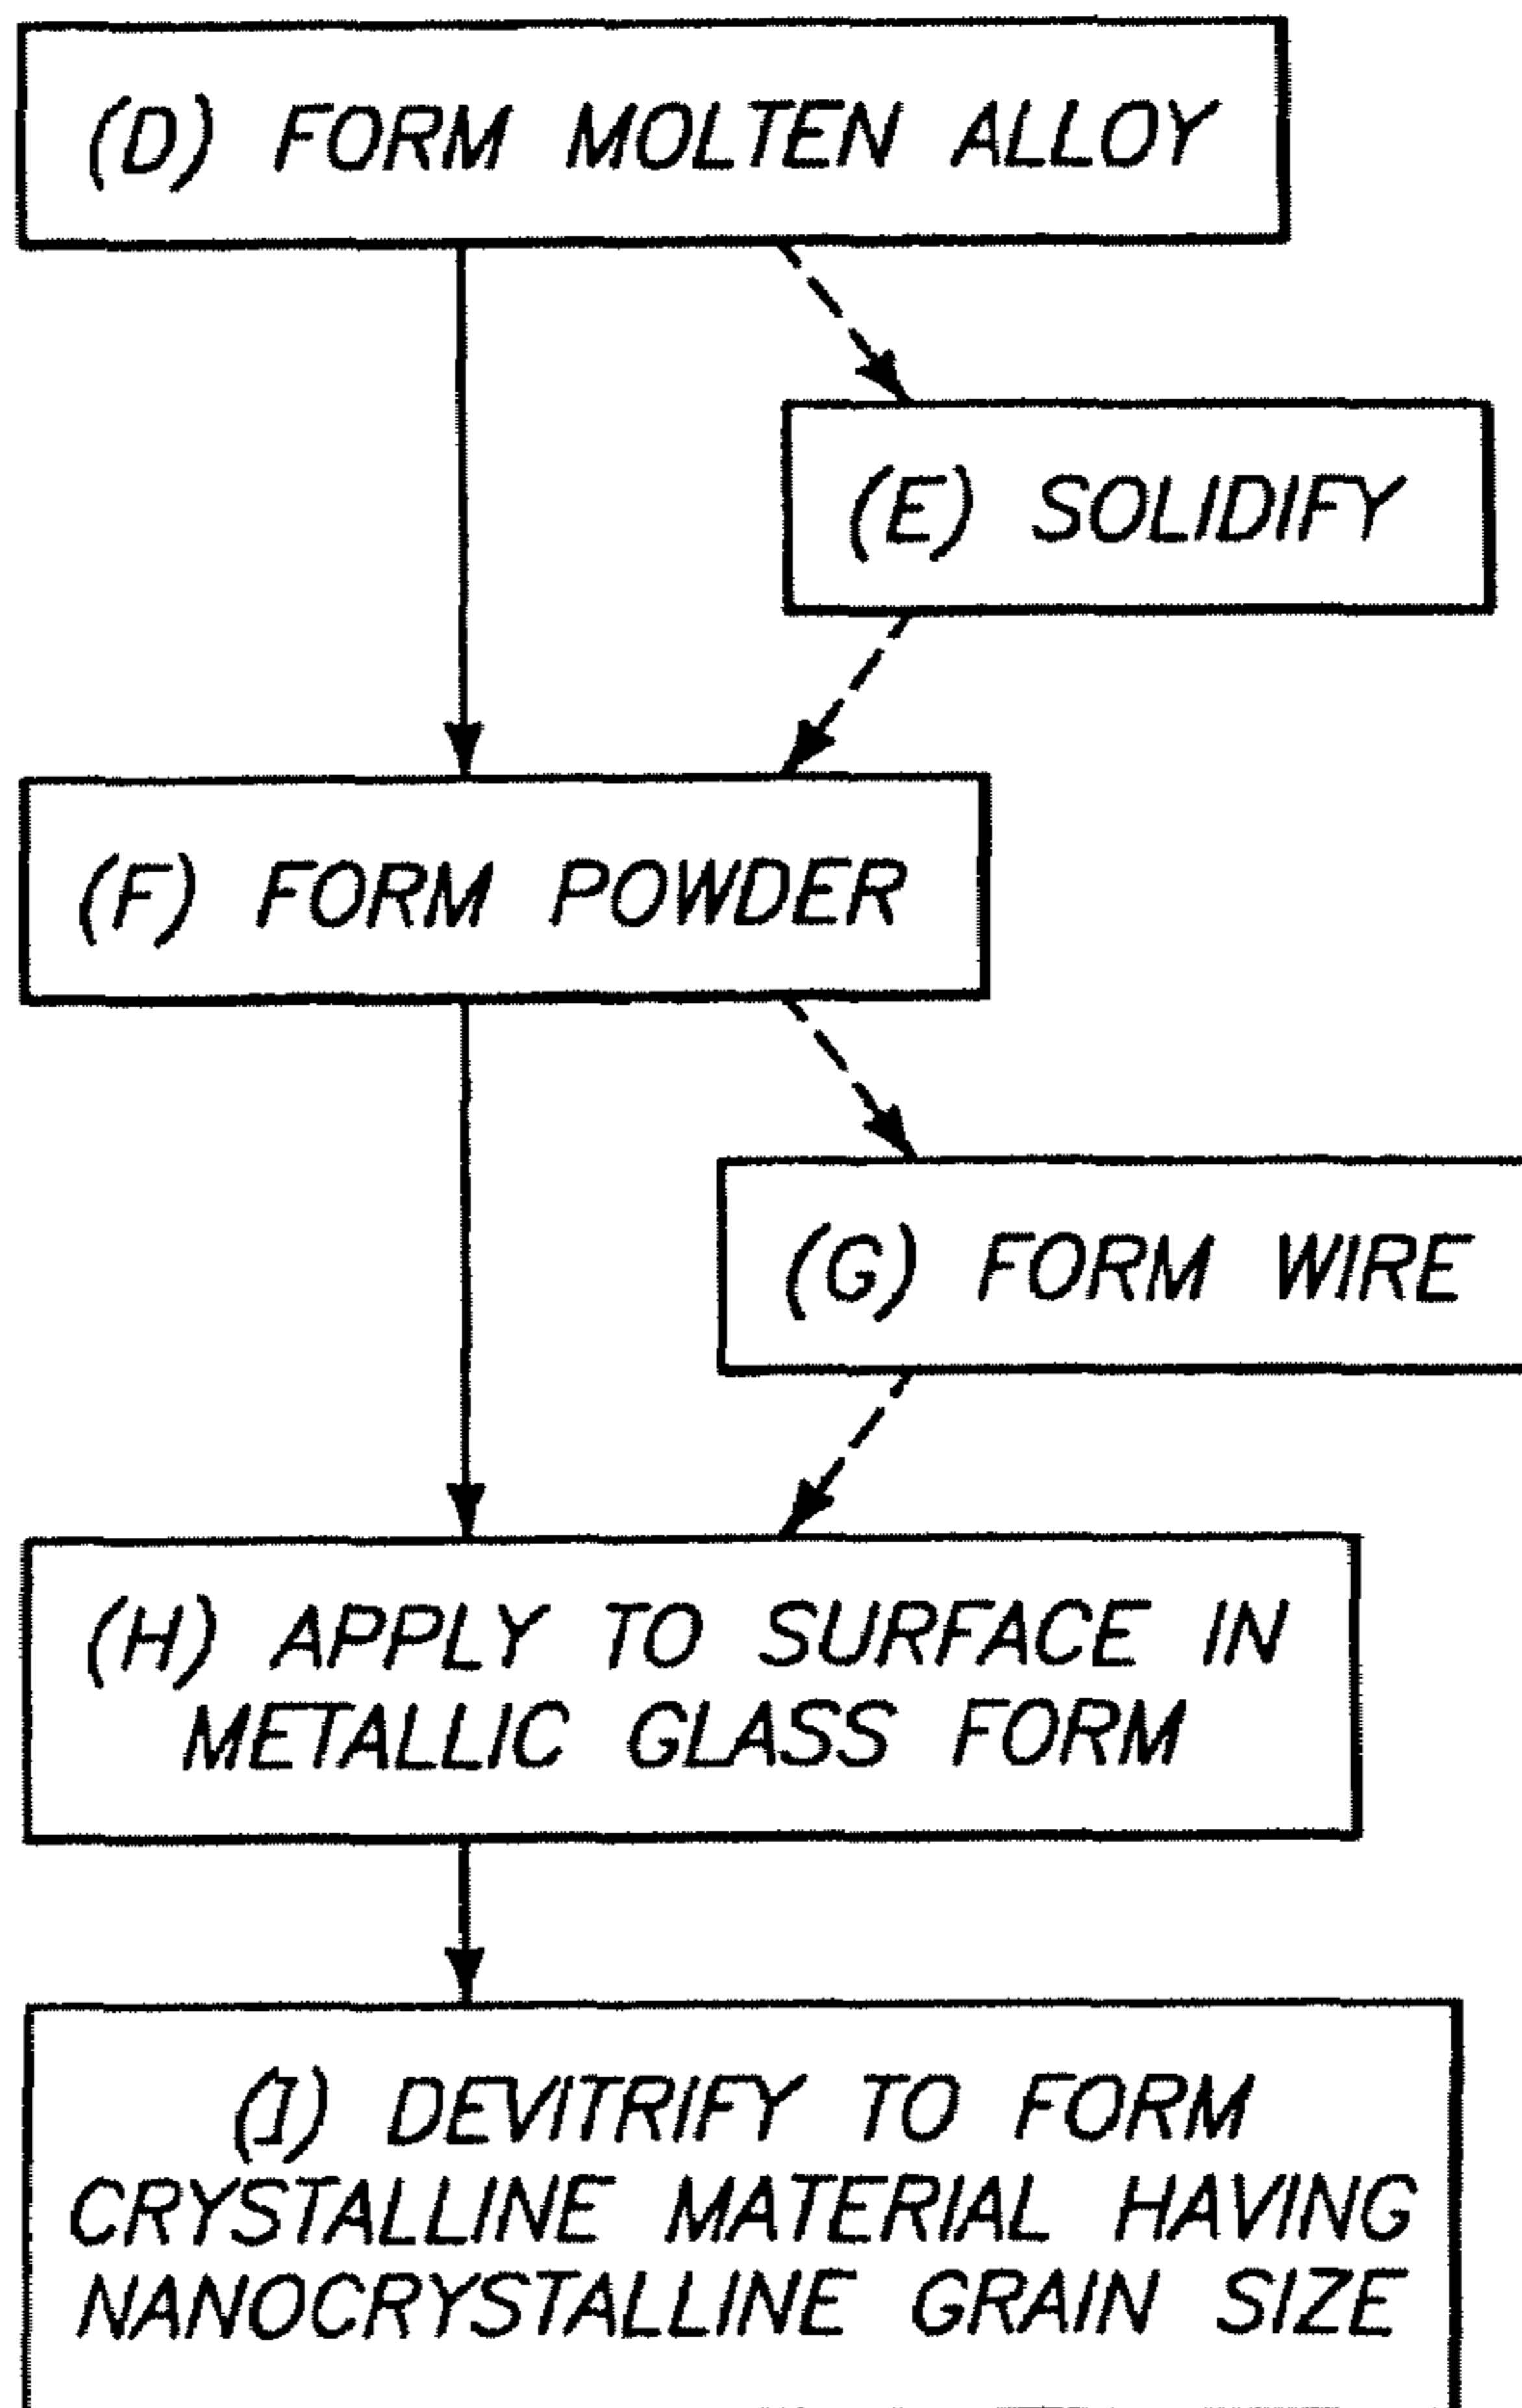 (D) FORM MOLTEN ALLOY
(E) SOLIDIFY
(F) FORM POWDER
(G) FORM WIRE
(H) APPLY TO SURFACE IN
METALLIC GLASS FORM
(I) DEVITRIFY TO FORM
CRYSTALLINE MATERIAL HAVING
NANOCRYSTALLINE GRAIN SIZE